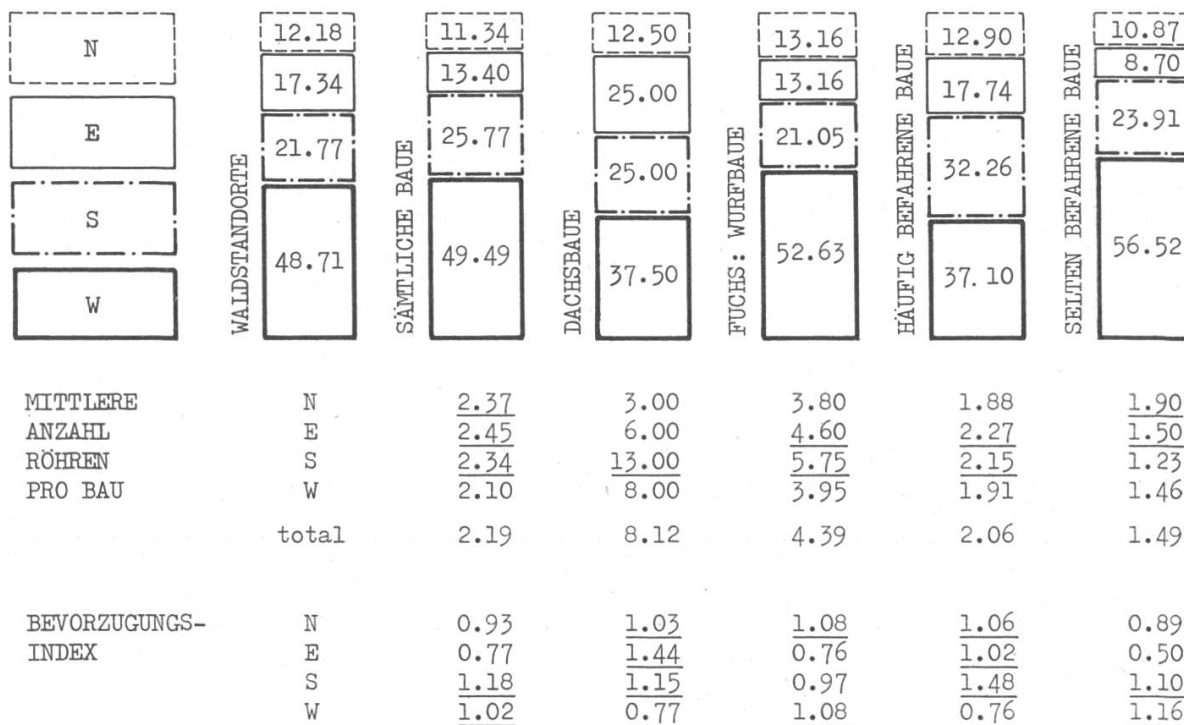 N
E
S
W
WALDSTANDORTE
12.18
17.34
21.77
48.71
SÄMTLICHE BAUE
11.34
13.40
25.77
49.49
DACHSBAUE
12.50
25.00
25.00
37.50
FUCHS: WURFBAUE
13.16
13.16
21.05
52.63
HÄUFIG BEFAHRENE BAUE
12.90
17.74
32.26
37.10
SELTEN BEFAHRENE BAUE
10.87
8.70
23.91
56.52
MITTLERE N 2.37 3.00 3.80 1.88 1.90
ANZAHL E 2.45 6.00 4.60 2.27 1.50
RÖHREN S 2.34 13.00 5.75 2.15 1.23
PRO BAU W 2.10 8.00 3.95 1.91 1.46
total 2.19 8.12 4.39 2.06 1.49
BEVORZUGUNGS- N 0.93 1.03 1.08 1.06 0.89
INDEX E 0.77 1.44 0.76 1.02 0.50
S 1.18 1.15 0.97 1.48 1.10
W 1.02 0.77 1.08 0.76 1.16